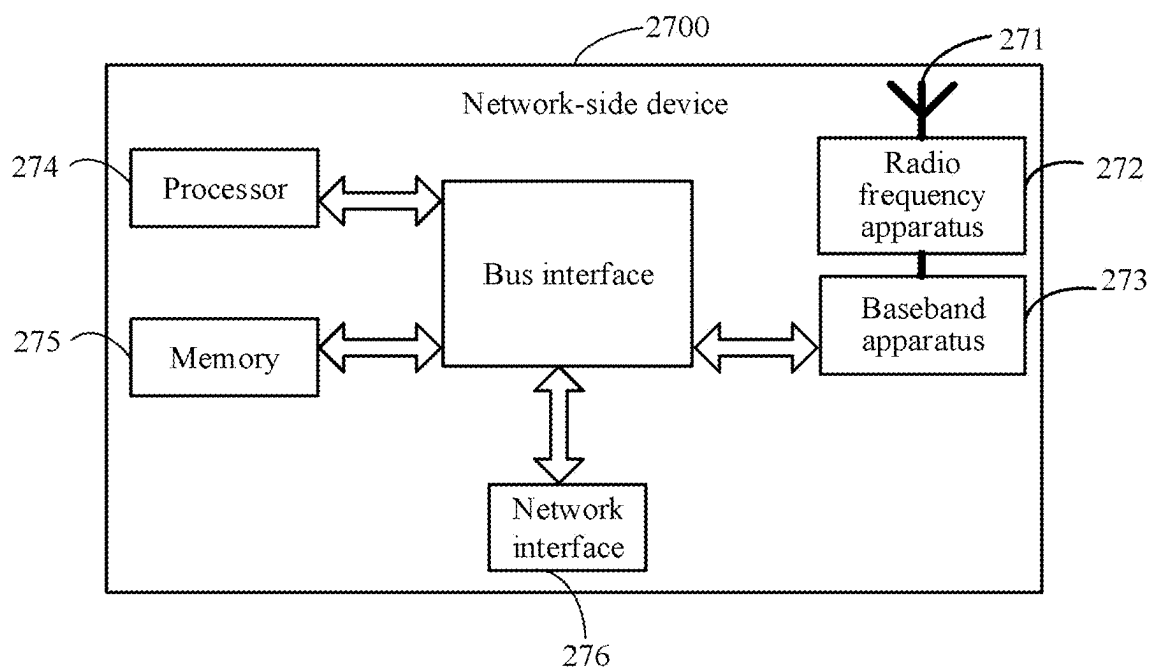 2700
271
Network-side device
274
Processor
Radio
frequency
apparatus
272
Bus interface
273
Baseband
apparatus
275
Memory
Network
interface
276